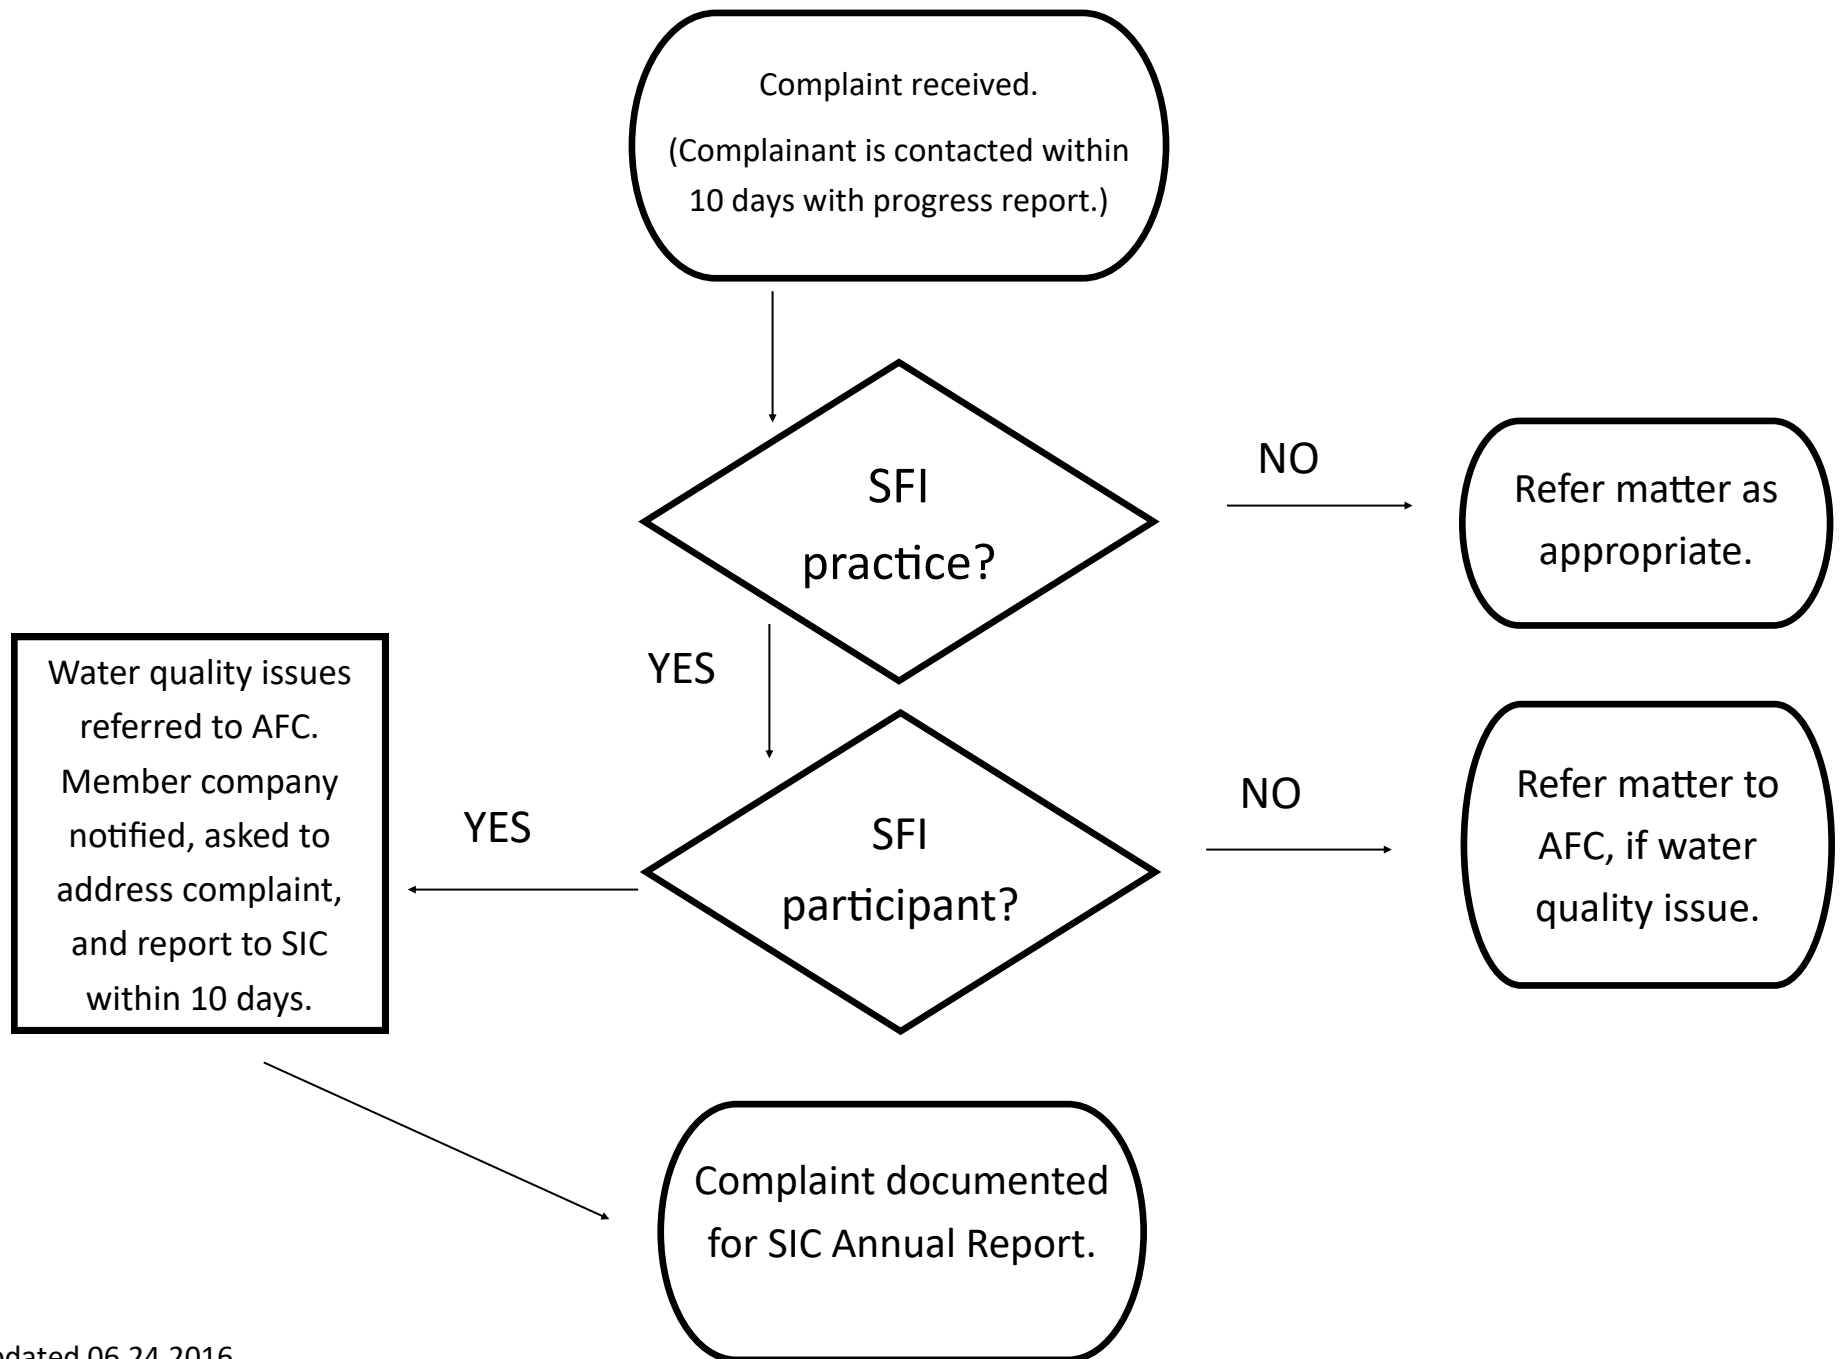 Complaint received.
(Complainant is contacted within
10 days with progress report.)
SFI
practice?
NO
Refer matter as
appropriate.
YES
SFI
participant?
NO
Refer matter to
AFC, if water
quality issue.
YES
Water quality issues
referred to AFC.
Member company
notified, asked to
address complaint,
and report to SIC
within 10 days.
Complaint documented
for SIC Annual Report.
06.24.2016